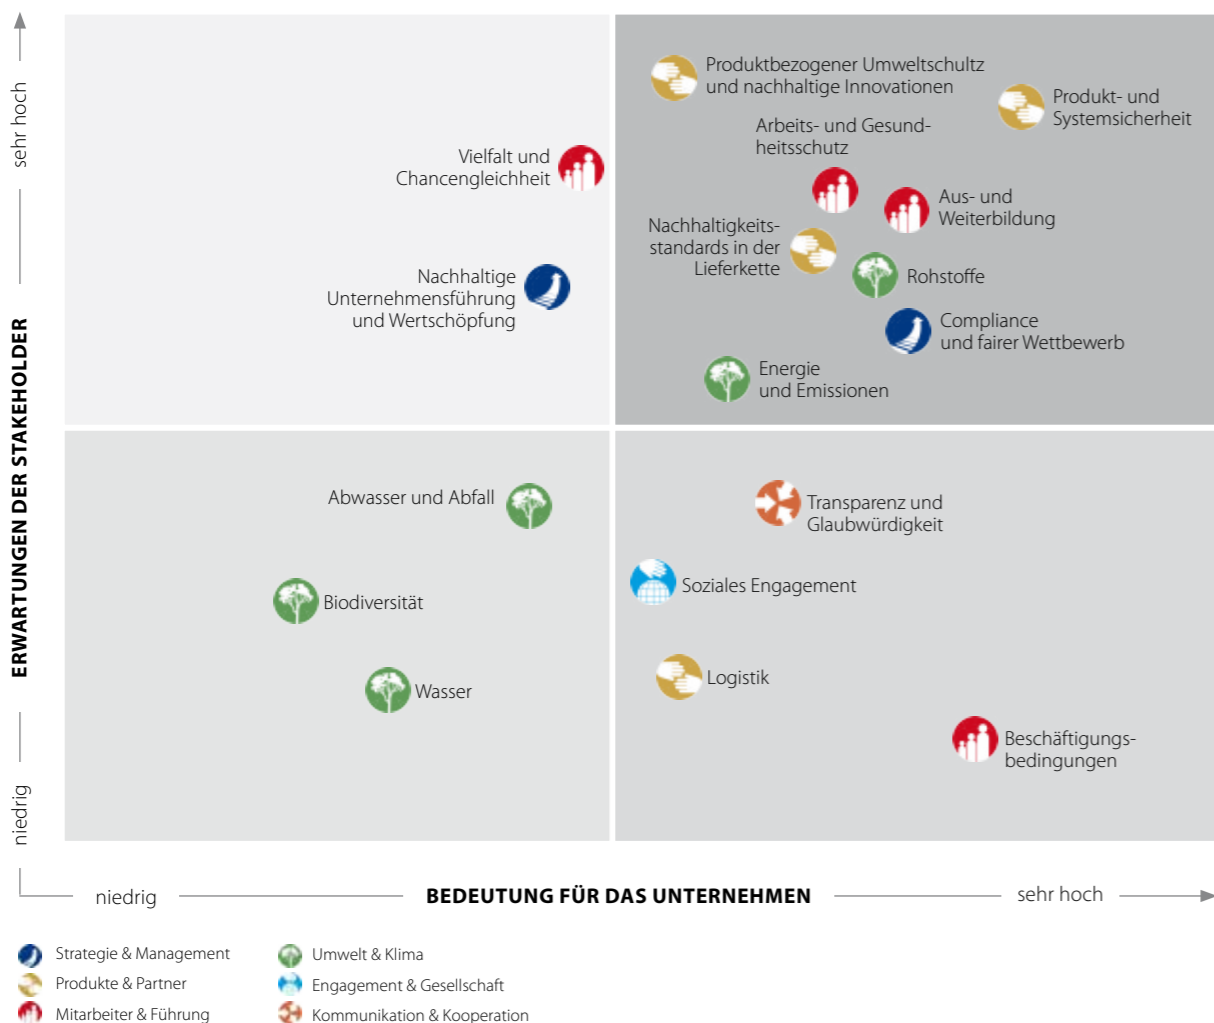 sehr hoch
ERWARTUNGEN DER STAKEHOLDER
niedrig
Produktbezogener Umweltschultz
und nachhaltige Innovationen
Produkt- und
Systemsicherheit
Arbeits- und Gesund-
heitsschutz
Vielfalt und
Chancengleichheit
Aus- und
Weiterbildung
Nachhaltigkeits-
standards in der
Lieferkette
Nachhaltige
Unternehmensführung
und Wertschöpfung
Rohstoffe
Compliance
und fairer Wettbewerb
Energie
und Emissionen
Abwasser und Abfall
Transparenz und
Glaubwürdigkeit
Biodiversität
Soziales Engagement
Wasser
Logistik
Beschäftigungs-
bedingungen
niedrig
BEDEUTUNG FÜR DAS UNTERNEHMEN
sehr hoch
Strategie & Management
Produkte & Partner
Mitarbeiter & Führung
Umwelt & Klima
Engagement & Gesellschaft
Kommunikation & Kooperation